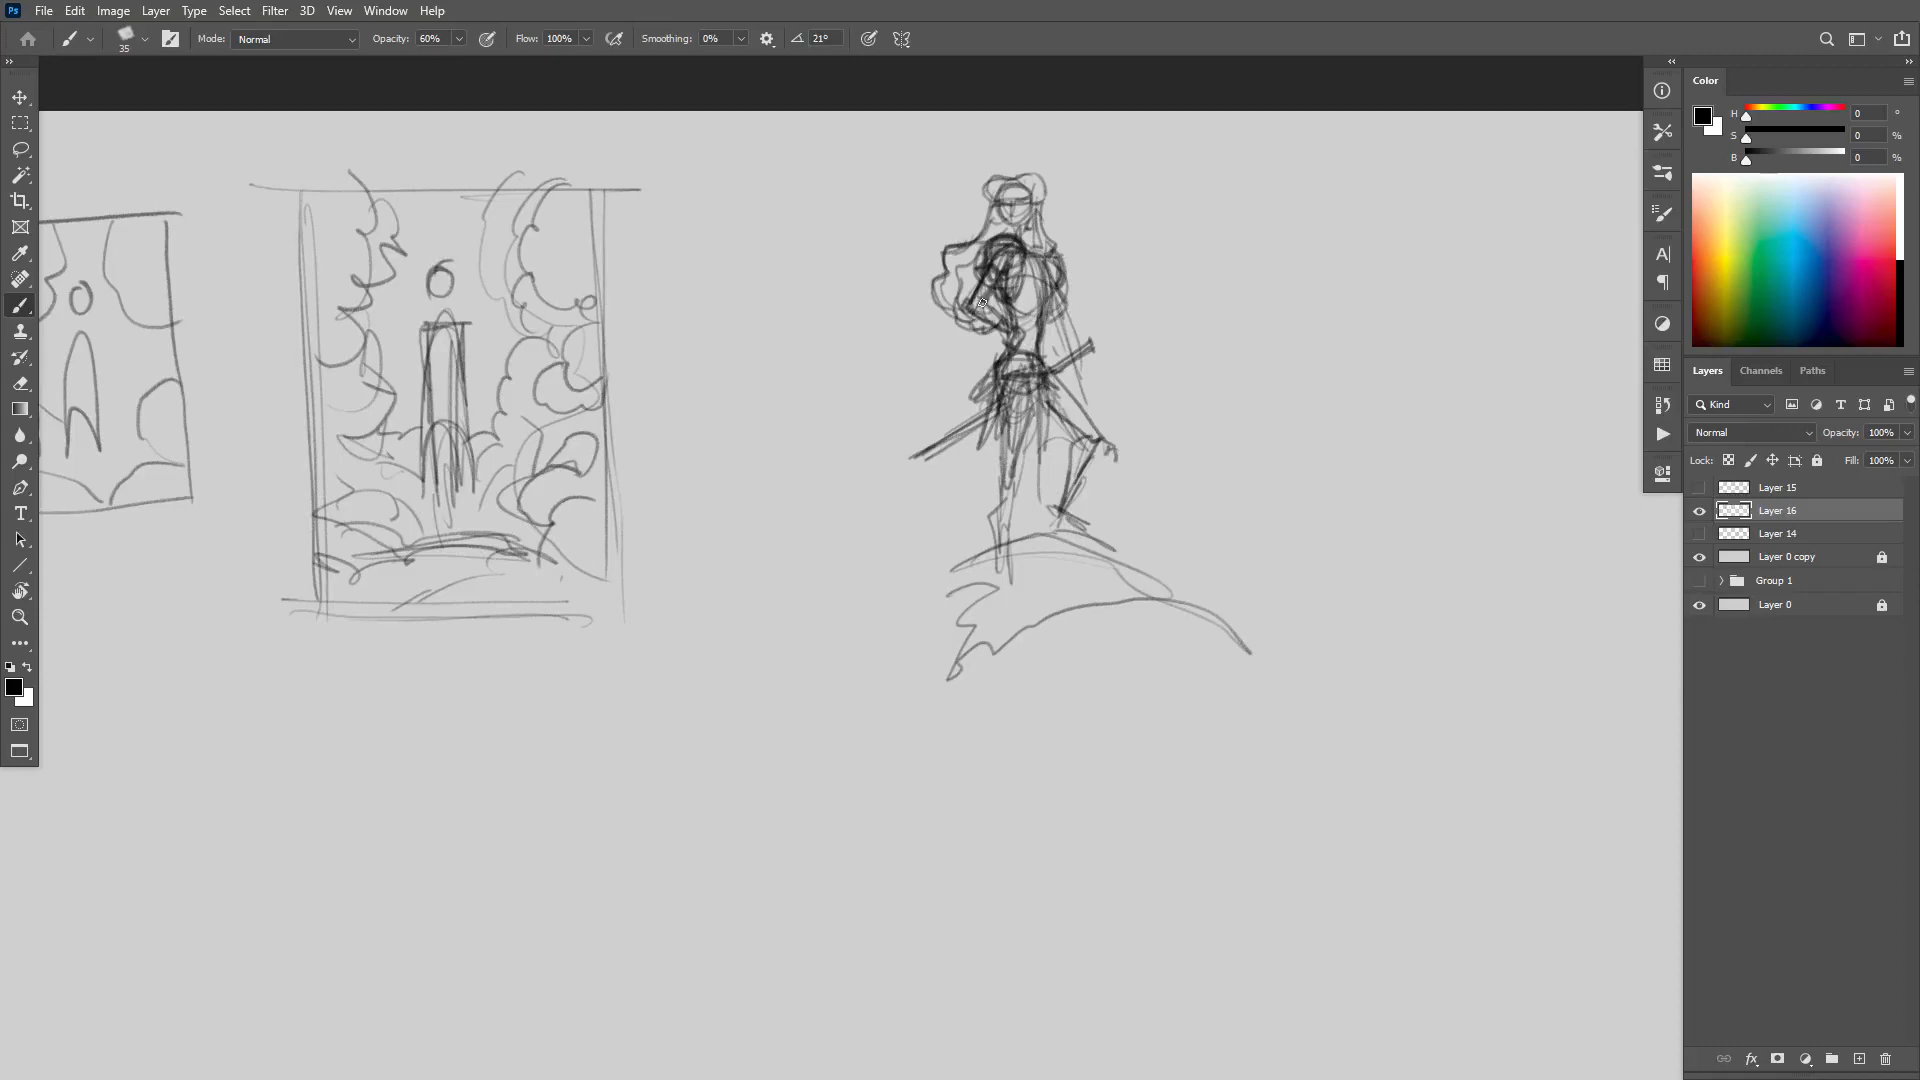 Ps File Edit Image Layer Type Select Filter 3D View Window Help
35 Mode: Normal Opacity: 60% Flow: 100% Smoothing: 0% 21°
Color
H 0 °
S 0 %
B 0 %
Layers Channels Paths
Kind
Normal Opacity: 100%
Lock: Fill: 100%
Layer 15
Layer 16
Layer 14
Layer 0 copy
Group 1
Layer 0